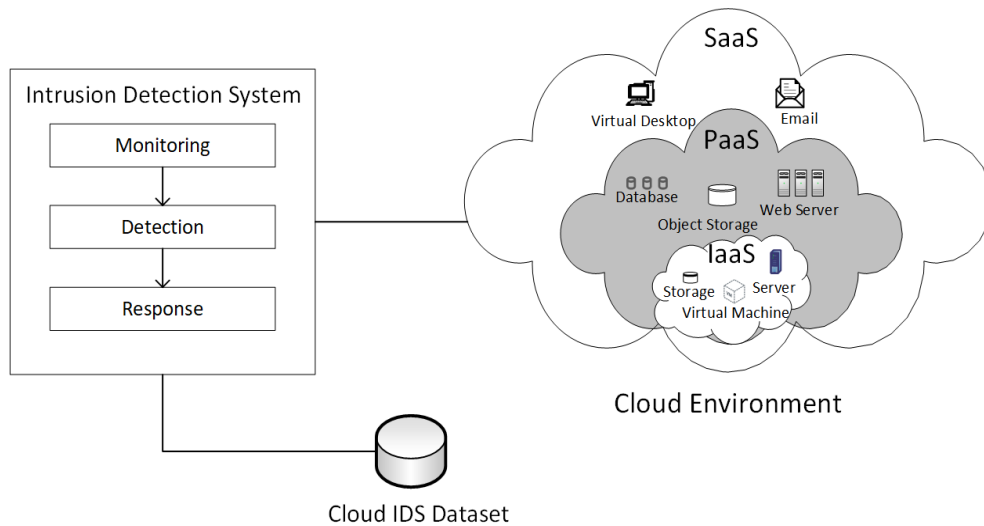 Intrusion Detection System
Monitoring
Detection
Response
Cloud IDS Dataset
SaaS
Virtual Desktop
Email
PaaS
Database
Object Storage
Web Server
IaaS
Storage
Server
Virtual Machine
Cloud Environment